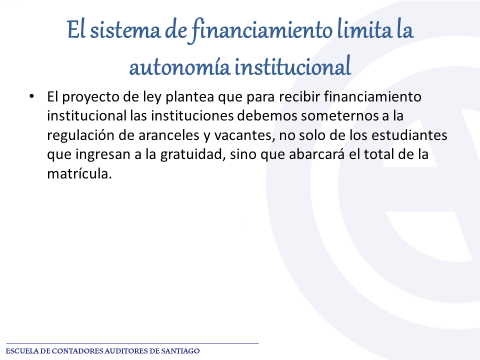 El sistema de financiamiento limita la
autonomía institucional
• El proyecto de ley plantea que para recibir financiamiento
institucional las instituciones debemos someternos a la
regulación de aranceles y vacantes, no solo de los estudiantes
que ingresan a la gratuidad, sino que abarcará el total de la
matrícula.
ESCUELA DE CONTADORES AUDITORES DE SANTIAGO